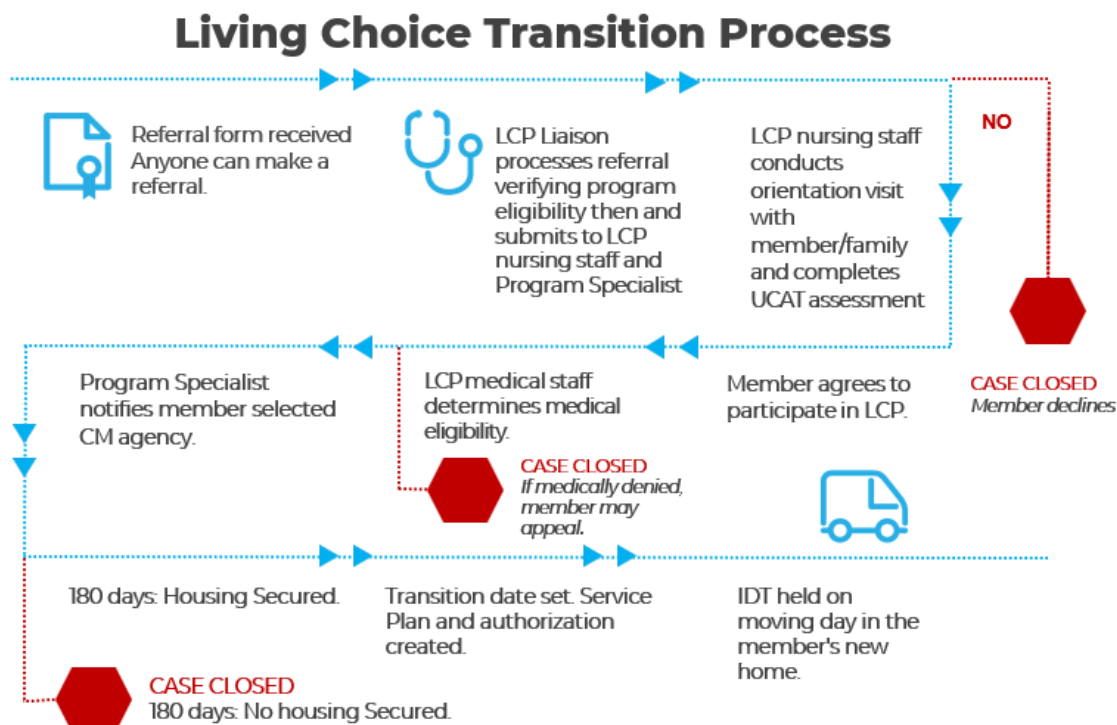 Living Choice Transition Process
Referral form received
Anyone can make a
referral.
LCP Liaison
processes referral
verifying program
eligibility then and
submits to LCP
nursing staff and
Program Specialist
LCP nursing staff
conducts
orientation visit
with
member/family
and completes
UCAT assessment
NO
CASE CLOSED
Member declines
Member agrees to
participate in LCP.
LCP medical staff
determines medical
eligibility.
CASE CLOSED
If medically denied,
member may
appeal.
Program Specialist
notifies member selected
CM agency.
180 days: Housing Secured.
Transition date set. Service
Plan and authorization
created.
IDT held on
moving day in the
member's new
home.
CASE CLOSED
180 days: No housing Secured.